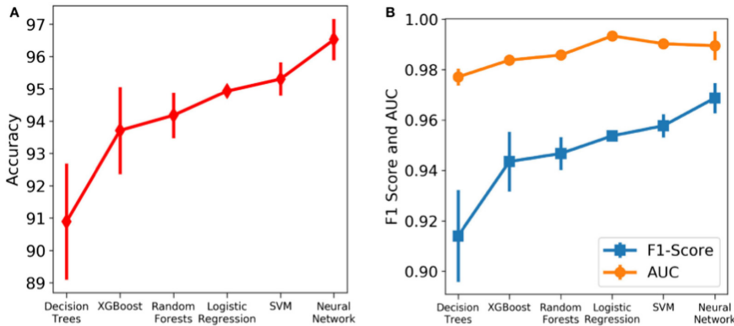 A
97
96
95
94
93
92
91
90
89
Accuracy
Decision
Trees
XGBoost
Random
Forests
Logistic
Regression
SVM
Neural
Network
B
1.00
0.98
0.96
0.94
0.92
0.90
F1 Score and AUC
F1-Score
AUC
Decision
Trees
XGBoost
Random
Forests
Logistic
Regression
SVM
Neural
Network